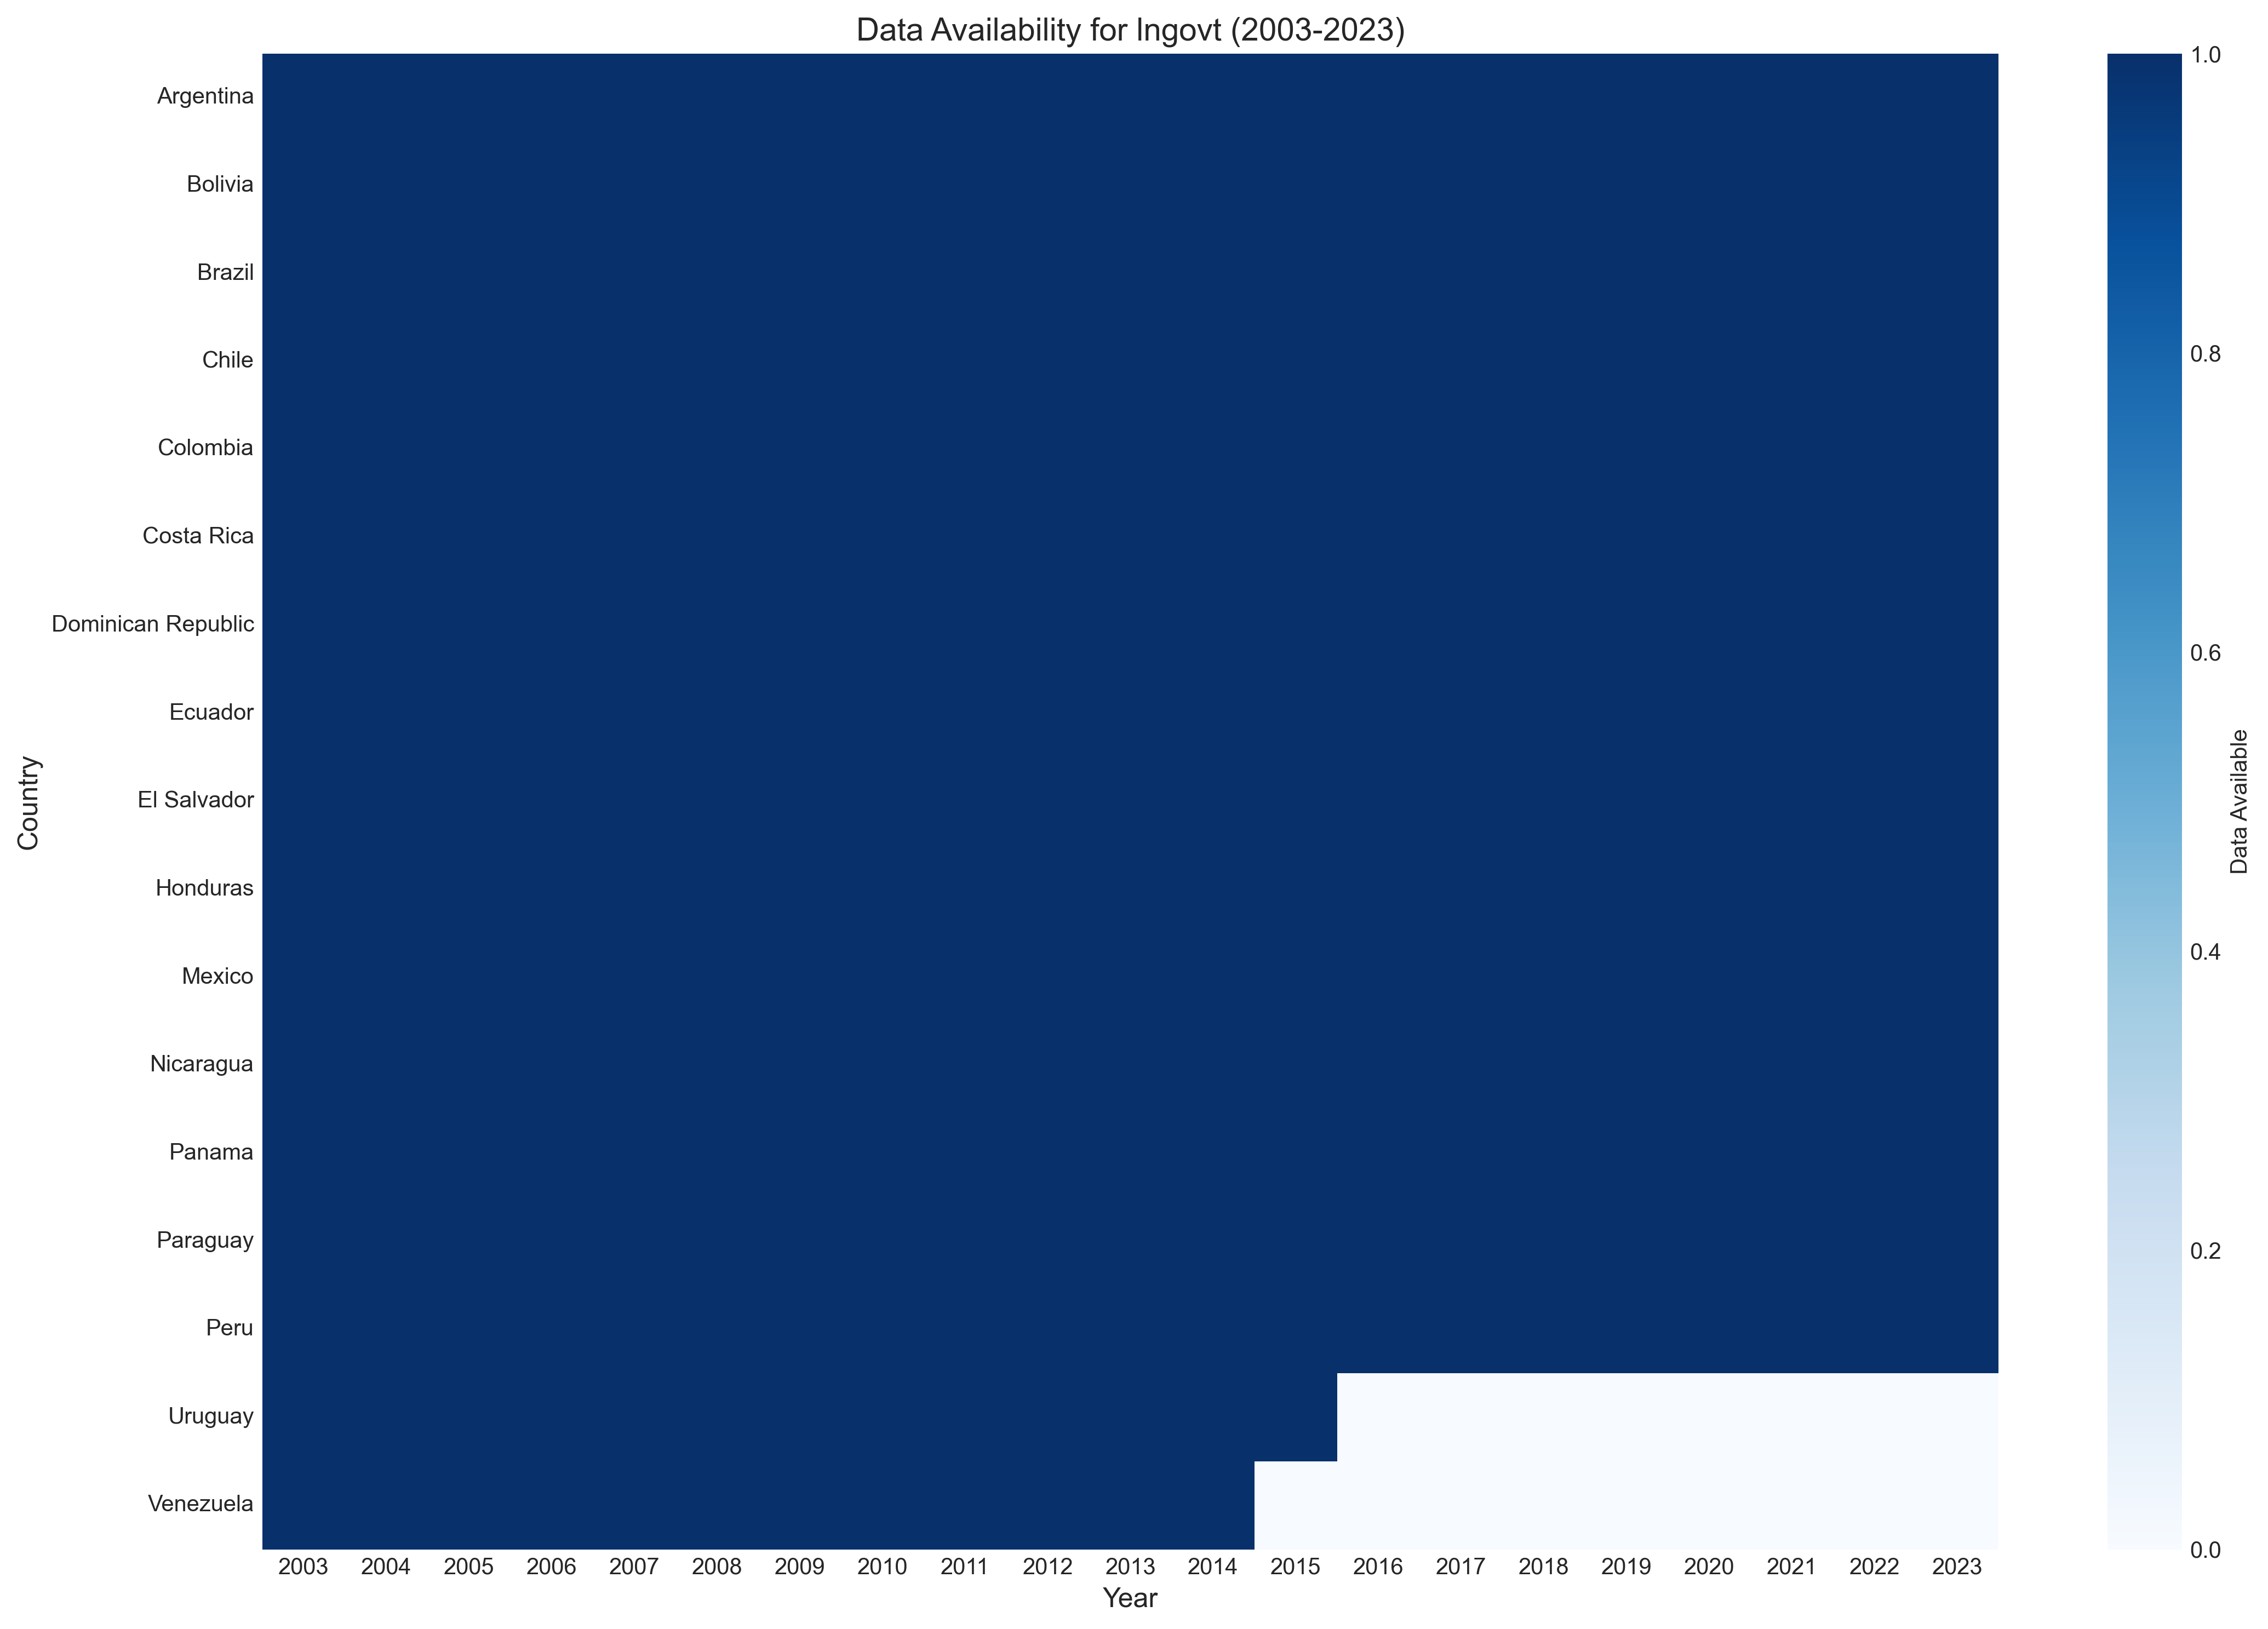 Data Availability for lngovt (2003-2023)
Country
Argentina
Bolivia
Brazil
Chile
Colombia
Costa Rica
Dominican Republic
Ecuador
El Salvador
Honduras
Mexico
Nicaragua
Panama
Paraguay
Peru
Uruguay
Venezuela
2003 2004 2005 2006 2007 2008 2009 2010 2011 2012 2013 2014 2015 2016 2017 2018 2019 2020 2021 2022 2023
Year
1.0
0.8
0.6
0.4
0.2
0.0
Data Available